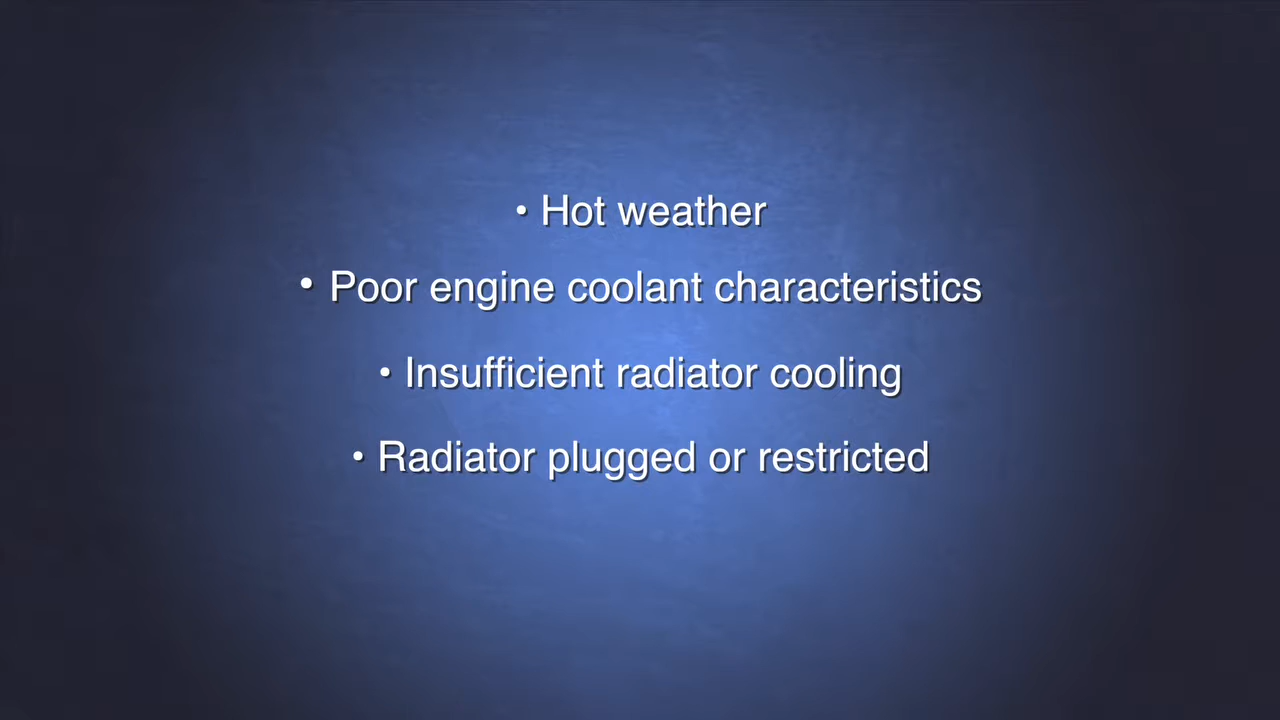 • Hot weather
• Poor engine coolant characteristics
• Insufficient radiator cooling
• Radiator plugged or restricted